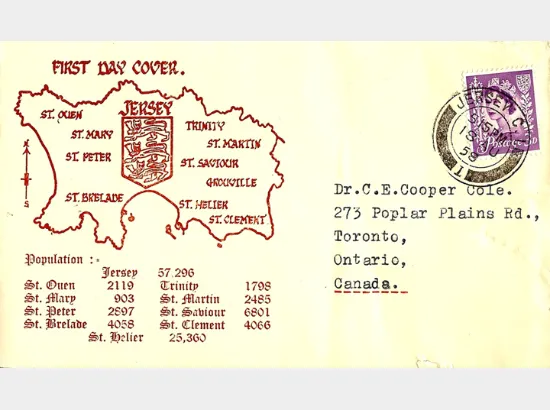 FIRST DAY COVER.
JERSEY
ST. OUEN
ST. MARY
ST. PETER
ST. BRELADE
TRINITY
ST. MARTIN
ST. SAVIOUR
GROUVILLE
ST. HELIER
ST. CLEMENT
N
S
Population :-
Jersey 57.296
St. Ouen 2119 Trinity 1798
St. Mary 903 St. Martin 2485
St. Peter 2897 St. Saviour 6801
St. Brelade 4058 St. Clement 4066
St. Helier 25,360
JERSEY C.
58
Dr.C.E.Cooper Cole.
273 Poplar Plains Rd.,
Toronto,
Ontario,
Canada.